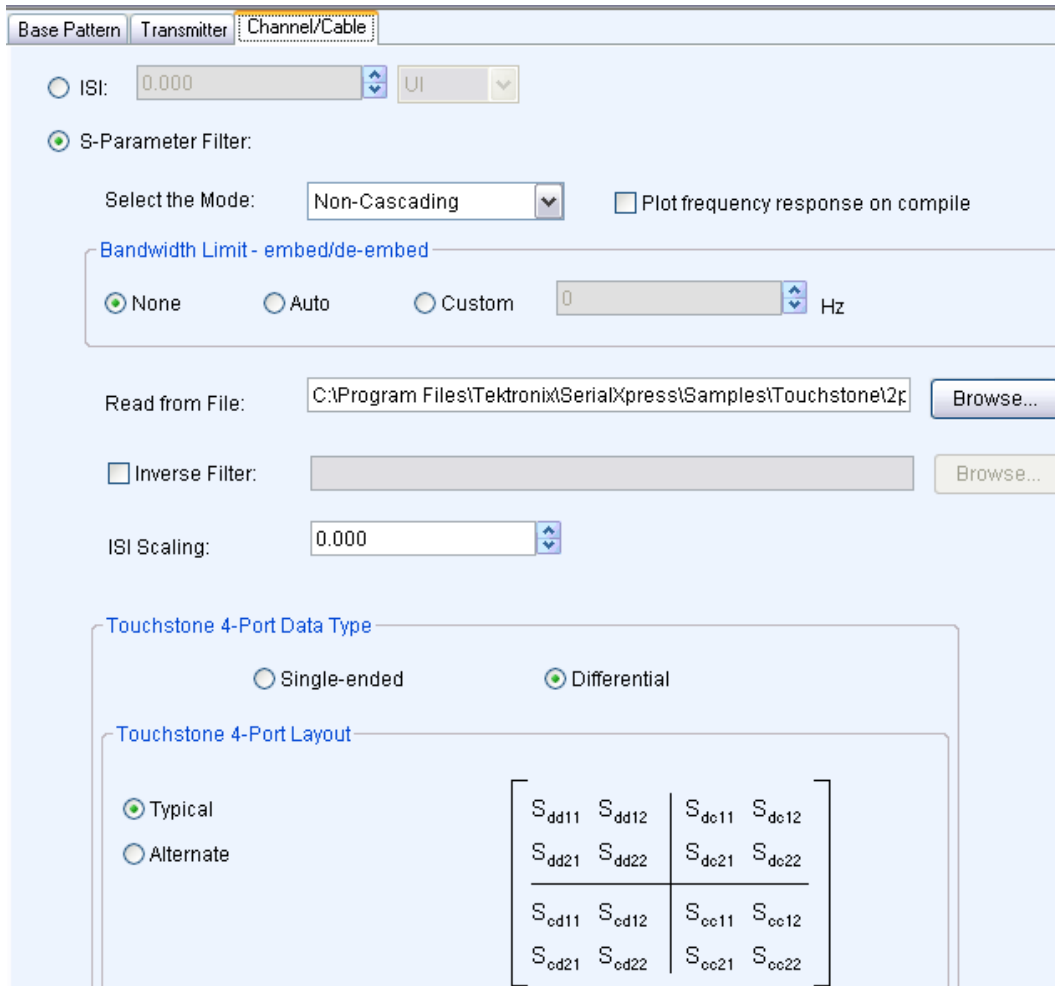 Base Pattern Transmitter Channel/Cable
ISI: 0.000 UI
S-Parameter Filter:
Select the Mode: Non-Cascading Plot frequency response on compile
Bandwidth Limit - embed/de-embed
None Auto Custom 0 Hz
Read from File: C:\Program Files\Tektronix\SerialXpress\Samples\Touchstone\2p Browse...
Inverse Filter: Browse...
ISI Scaling: 0.000
Touchstone 4-Port Data Type
Single-ended Differential
Touchstone 4-Port Layout
Typical
Alternate
Sdd11 Sdd12 Sdc11 Sdc12
Sdd21 Sdd22 Sdc21 Sdc22
Scd11 Scd12 Scc11 Scc12
Scd21 Scd22 Scc21 Scc22